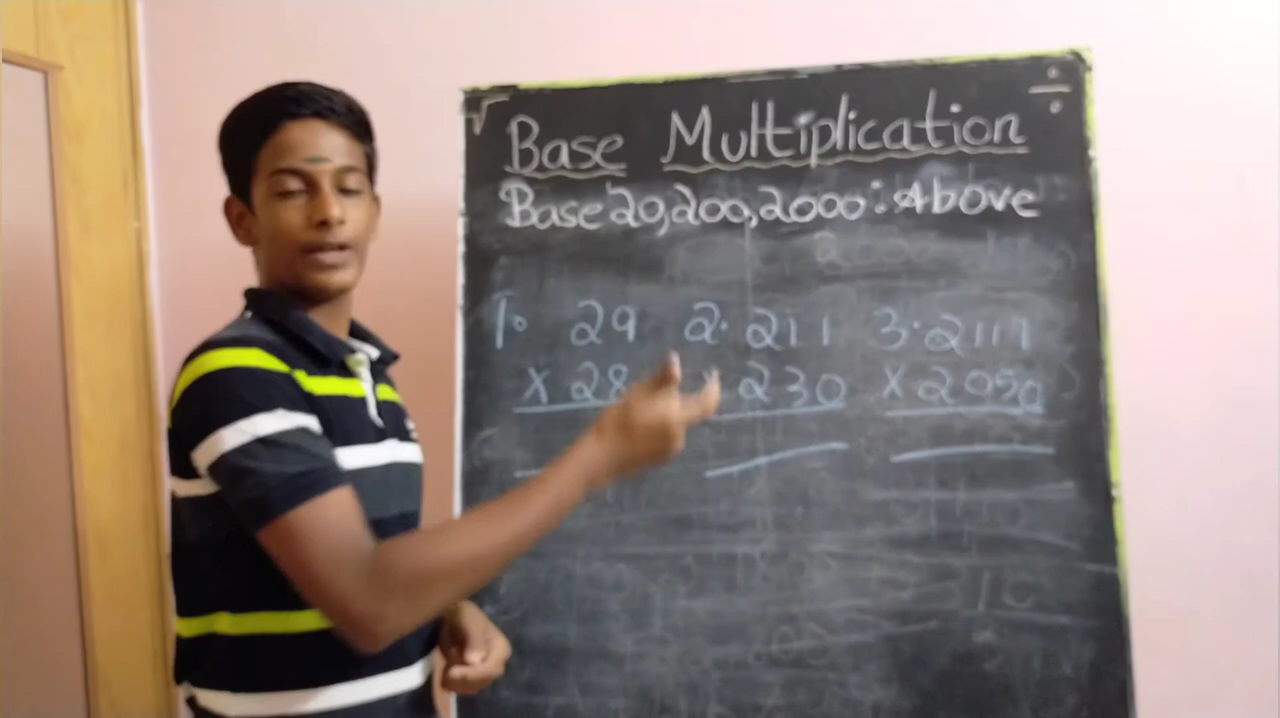 √ ÷
Base Multiplication
Base 20,200,2000: Above
1. 29 2. 211 3. 2111
x 28 x 230 x 2050